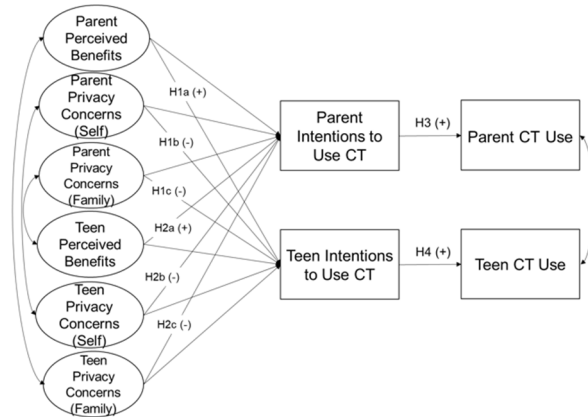 Parent
Perceived
Benefits
Parent
Privacy
Concerns
(Self)
Parent
Privacy
Concerns
(Family)
Teen
Perceived
Benefits
Teen
Privacy
Concerns
(Self)
Teen
Privacy
Concerns
(Family)
H1a (+)
H1b (-)
H1c (-)
H2a (+)
H2b (-)
H2c (-)
Parent
Intentions to
Use CT
H3 (+)
Parent CT Use
Teen Intentions
to Use CT
H4 (+)
Teen CT Use